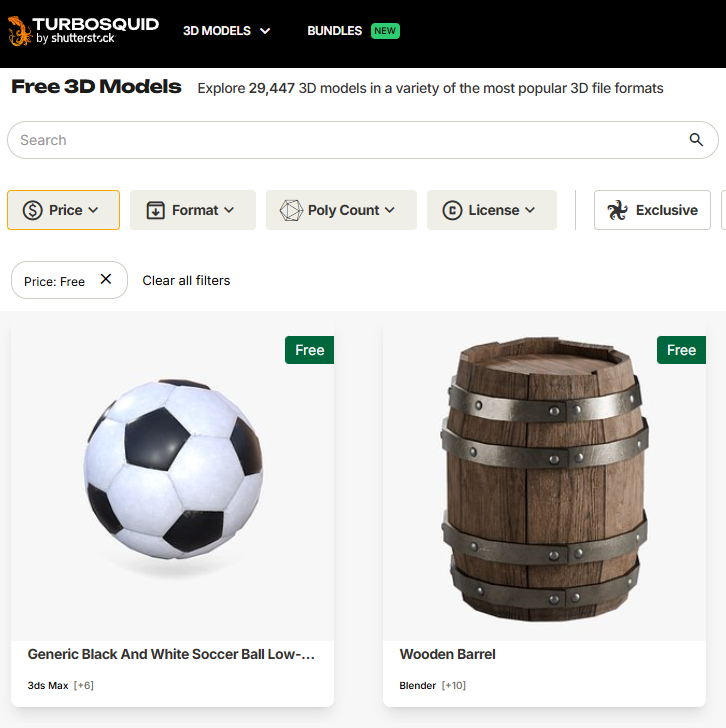 TURBOSQUID
by shutterstock
3D MODELS
BUNDLES NEW
Free 3D Models Explore 29,447 3D models in a variety of the most popular 3D file formats
Search
Price Format Poly Count License Exclusive
Price: Free Clear all filters
Free
Free
Generic Black And White Soccer Ball Low-...
3ds Max [+6]
Wooden Barrel
Blender [+10]